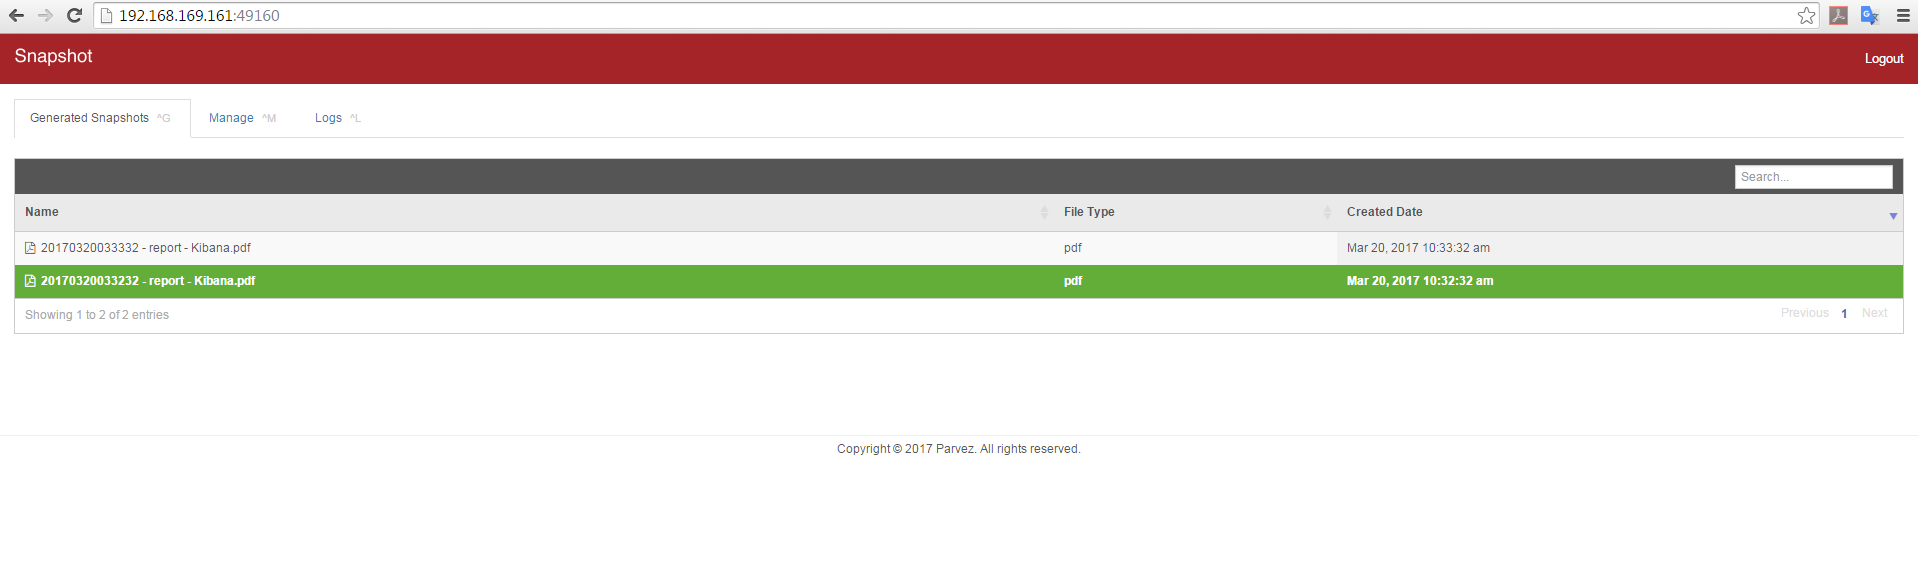 192.168.169.161:49160
Snapshot
Logout
Generated Snapshots ^G Manage ^M Logs ^L
Search...
Name File Type Created Date
20170320033332 - report - Kibana.pdf pdf Mar 20, 2017 10:33:32 am
20170320033232 - report - Kibana.pdf pdf Mar 20, 2017 10:32:32 am
Showing 1 to 2 of 2 entries Previous 1 Next
Copyright © 2017 Parvez. All rights reserved.